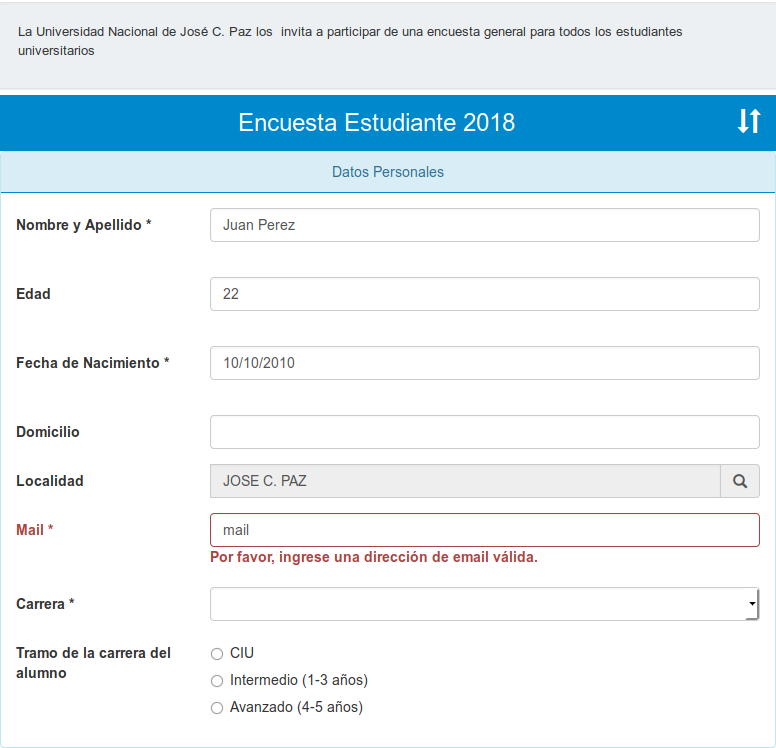 La Universidad Nacional de José C. Paz los  invita a participar de una encuesta general para todos los estudiantes
universitarios
Encuesta Estudiante 2018
Datos Personales
Nombre y Apellido *
Juan Perez
Edad
22
Fecha de Nacimiento *
10/10/2010
Domicilio
Localidad
JOSE C. PAZ
Mail *
mail
Por favor, ingrese una dirección de email válida.
Carrera *
Tramo de la carrera del
alumno
CIU
Intermedio (1-3 años)
Avanzado (4-5 años)